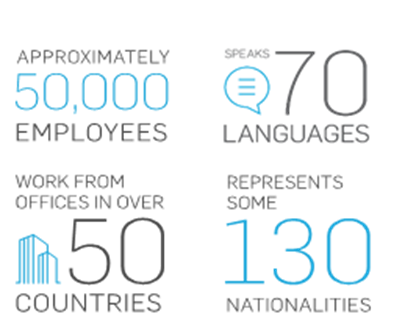 APPROXIMATELY
50,000
EMPLOYEES
SPEAKS
70
LANGUAGES
WORK FROM
OFFICES IN OVER
50
COUNTRIES
REPRESENTS
SOME
130
NATIONALITIES